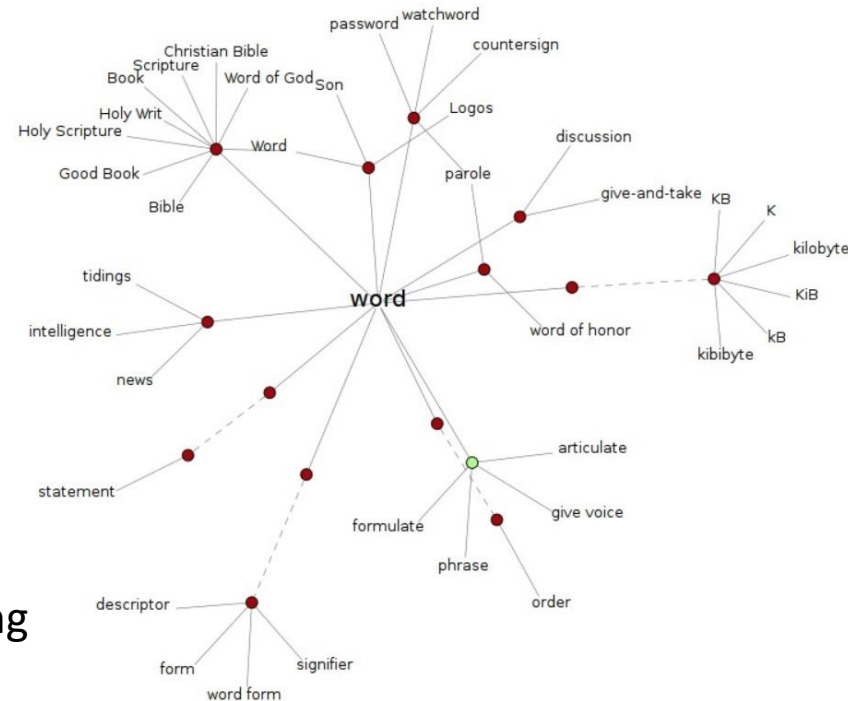 watchword
password
Christian Bible
countersign
Scripture
Book
Word of God
Son
Holy Writ
Logos
Holy Scripture
Word
discussion
Good Book
parole
give-and-take
KB
K
Bible
kilobyte
tidings
KiB
word
intelligence
word of honor
kB
kibibyte
news
articulate
statement
give voice
formulate
phrase
order
descriptor
ng
form
signifier
word form